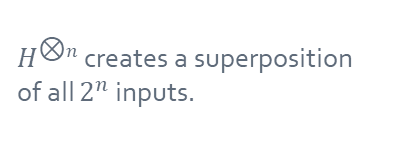 H⊗n creates a superposition
of all 2ⁿ inputs.